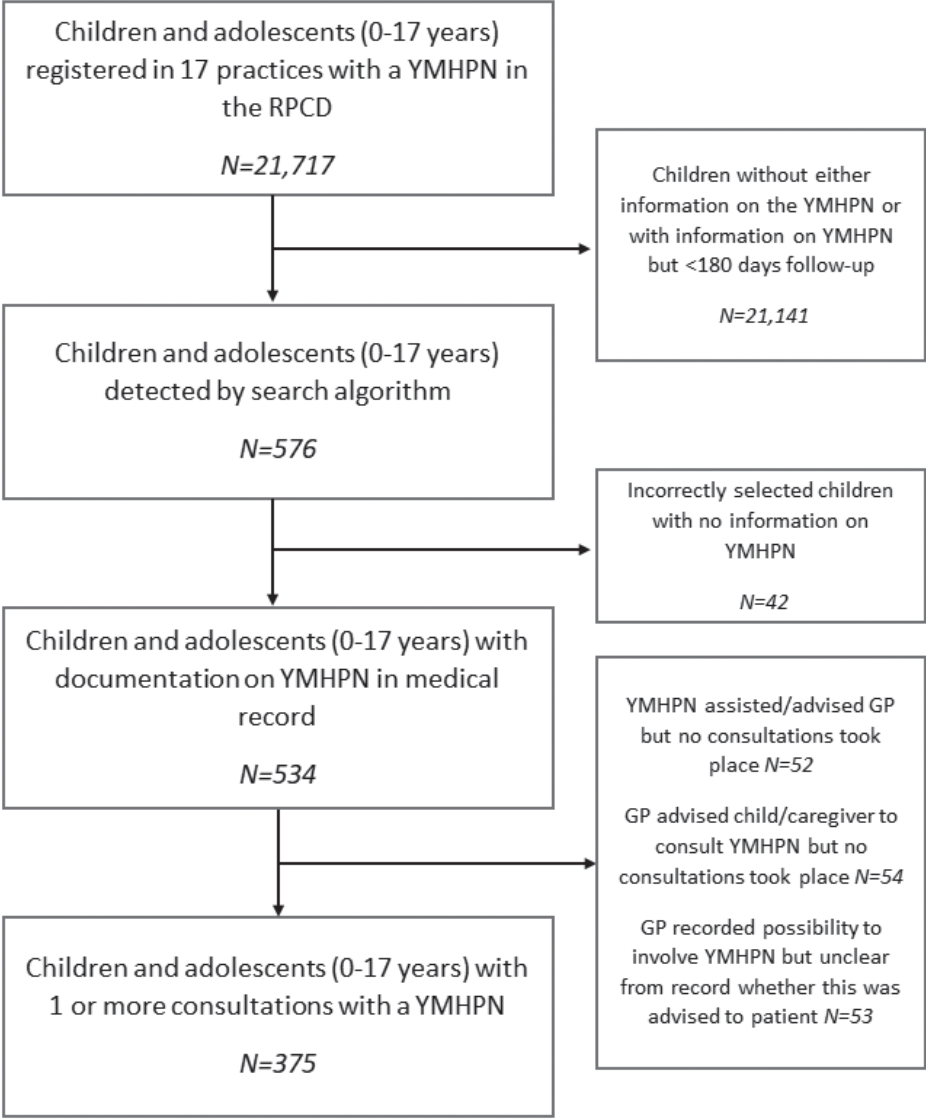 Children and adolescents (0-17 years)
registered in 17 practices with a YMHPN in
the RPCD
N=21,717
Children without either
information on the YMHPN or
with information on YMHPN
but <180 days follow-up
N=21,141
Children and adolescents (0-17 years)
detected by search algorithm
N=576
Incorrectly selected children
with no information on
YMHPN
N=42
Children and adolescents (0-17 years) with
documentation on YMHPN in medical
record
N=534
YMHPN assisted/advised GP
but no consultations took
place N=52
GP advised child/caregiver to
consult YMHPN but no
consultations took place N=54
GP recorded possibility to
involve YMHPN but unclear
from record whether this was
advised to patient N=53
Children and adolescents (0-17 years) with
1 or more consultations with a YMHPN
N=375